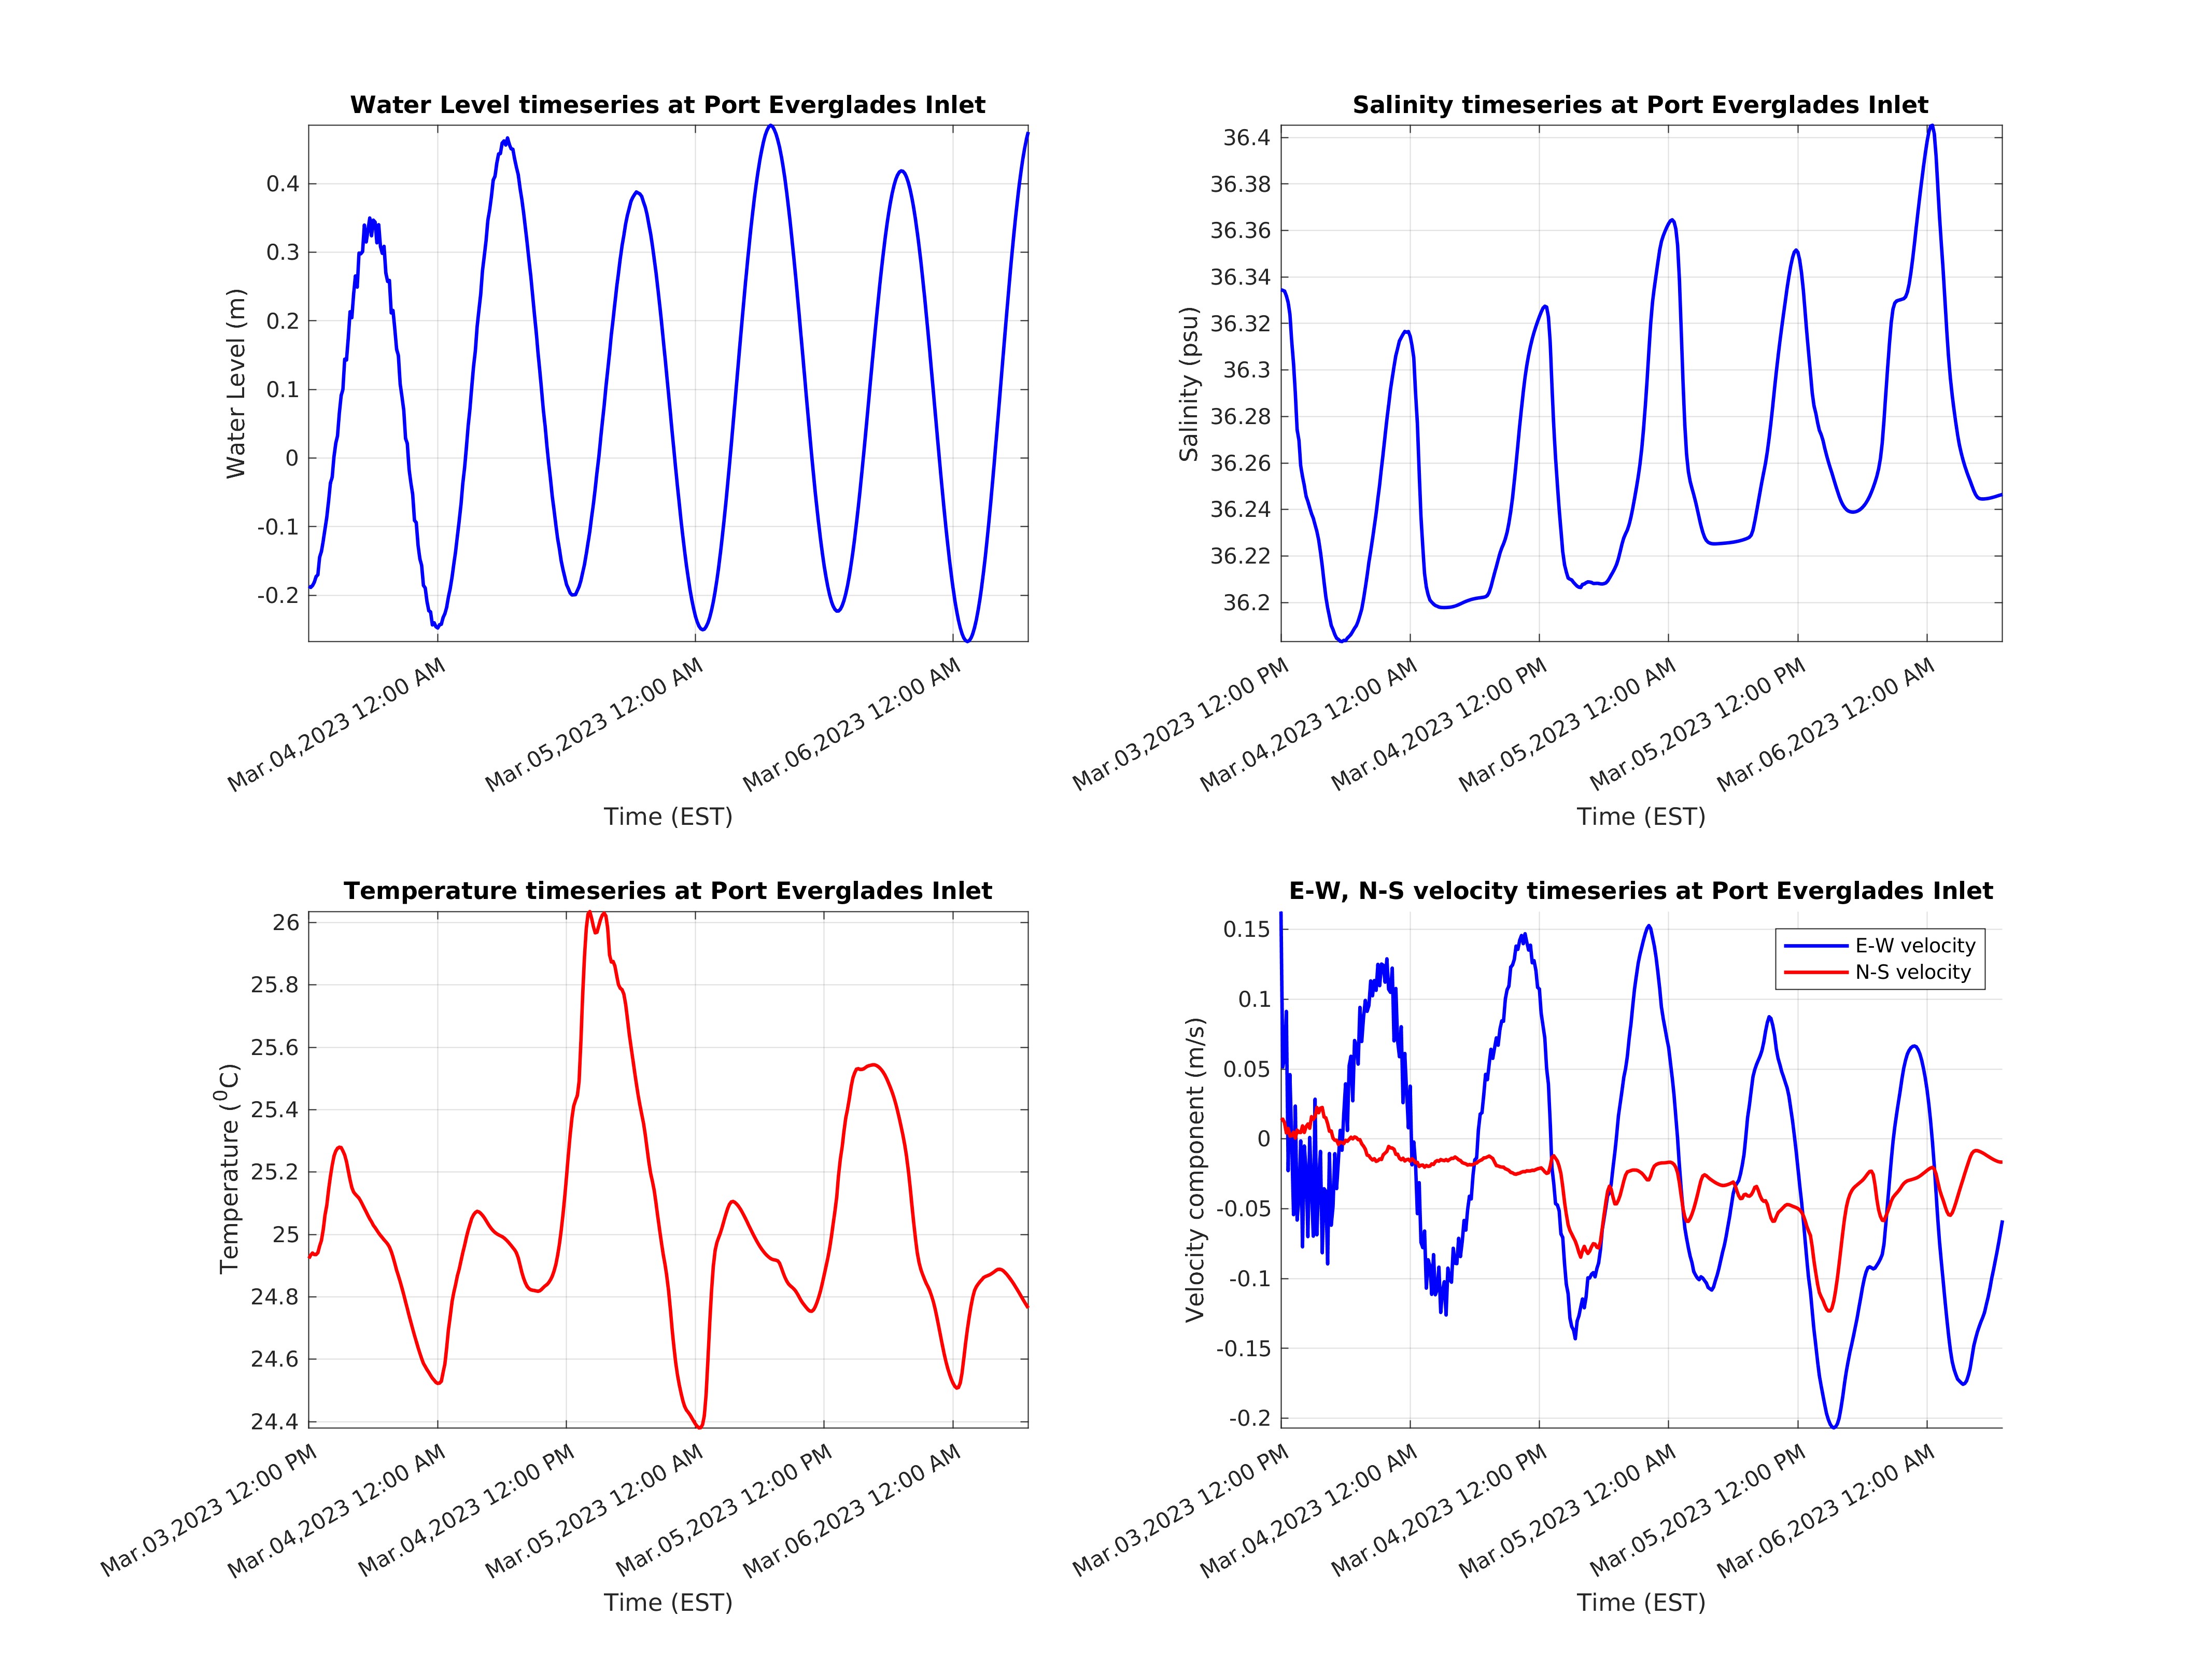 Water Level timeseries at Port Everglades Inlet
Water Level (m)
0.4
0.3
0.2
0.1
0
-0.1
-0.2
Mar.04,2023 12:00 AM
Mar.05,2023 12:00 AM
Mar.06,2023 12:00 AM
Time (EST)
Salinity timeseries at Port Everglades Inlet
Salinity (psu)
36.4
36.38
36.36
36.34
36.32
36.3
36.28
36.26
36.24
36.22
36.2
Mar.03,2023 12:00 PM
Mar.04,2023 12:00 AM
Mar.04,2023 12:00 PM
Mar.05,2023 12:00 AM
Mar.05,2023 12:00 PM
Mar.06,2023 12:00 AM
Time (EST)
Temperature timeseries at Port Everglades Inlet
Temperature (⁰C)
26
25.8
25.6
25.4
25.2
25
24.8
24.6
24.4
Mar.03,2023 12:00 PM
Mar.04,2023 12:00 AM
Mar.04,2023 12:00 PM
Mar.05,2023 12:00 AM
Mar.05,2023 12:00 PM
Mar.06,2023 12:00 AM
Time (EST)
E-W, N-S velocity timeseries at Port Everglades Inlet
Velocity component (m/s)
0.15
0.1
0.05
0
-0.05
-0.1
-0.15
-0.2
E-W velocity
N-S velocity
Mar.03,2023 12:00 PM
Mar.04,2023 12:00 AM
Mar.04,2023 12:00 PM
Mar.05,2023 12:00 AM
Mar.05,2023 12:00 PM
Mar.06,2023 12:00 AM
Time (EST)